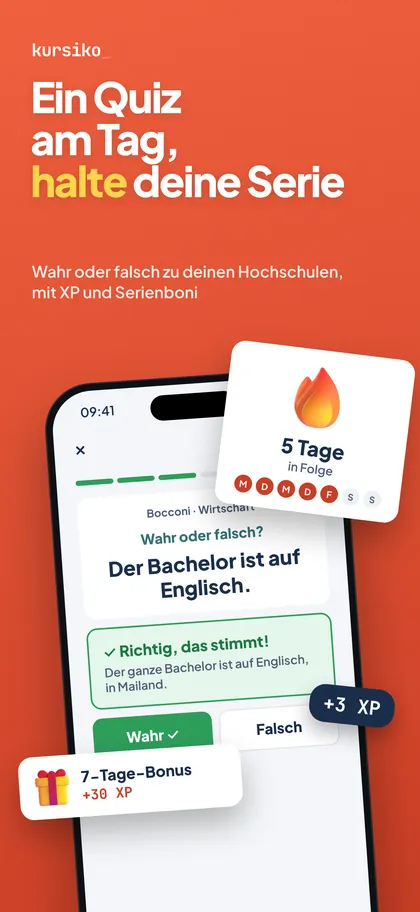 kursiko_
Ein Quiz
am Tag,
halte deine Serie
Wahr oder falsch zu deinen Hochschulen,
mit XP und Serienboni
09:41
5 Tage
in Folge
M D M D F S S
Bocconi · Wirtschaft
Wahr oder falsch?
Der Bachelor ist auf
Englisch.
✓ Richtig, das stimmt!
Der ganze Bachelor ist auf Englisch,
in Mailand.
+3 XP
Wahr ✓
Falsch
7-Tage-Bonus
+30 XP